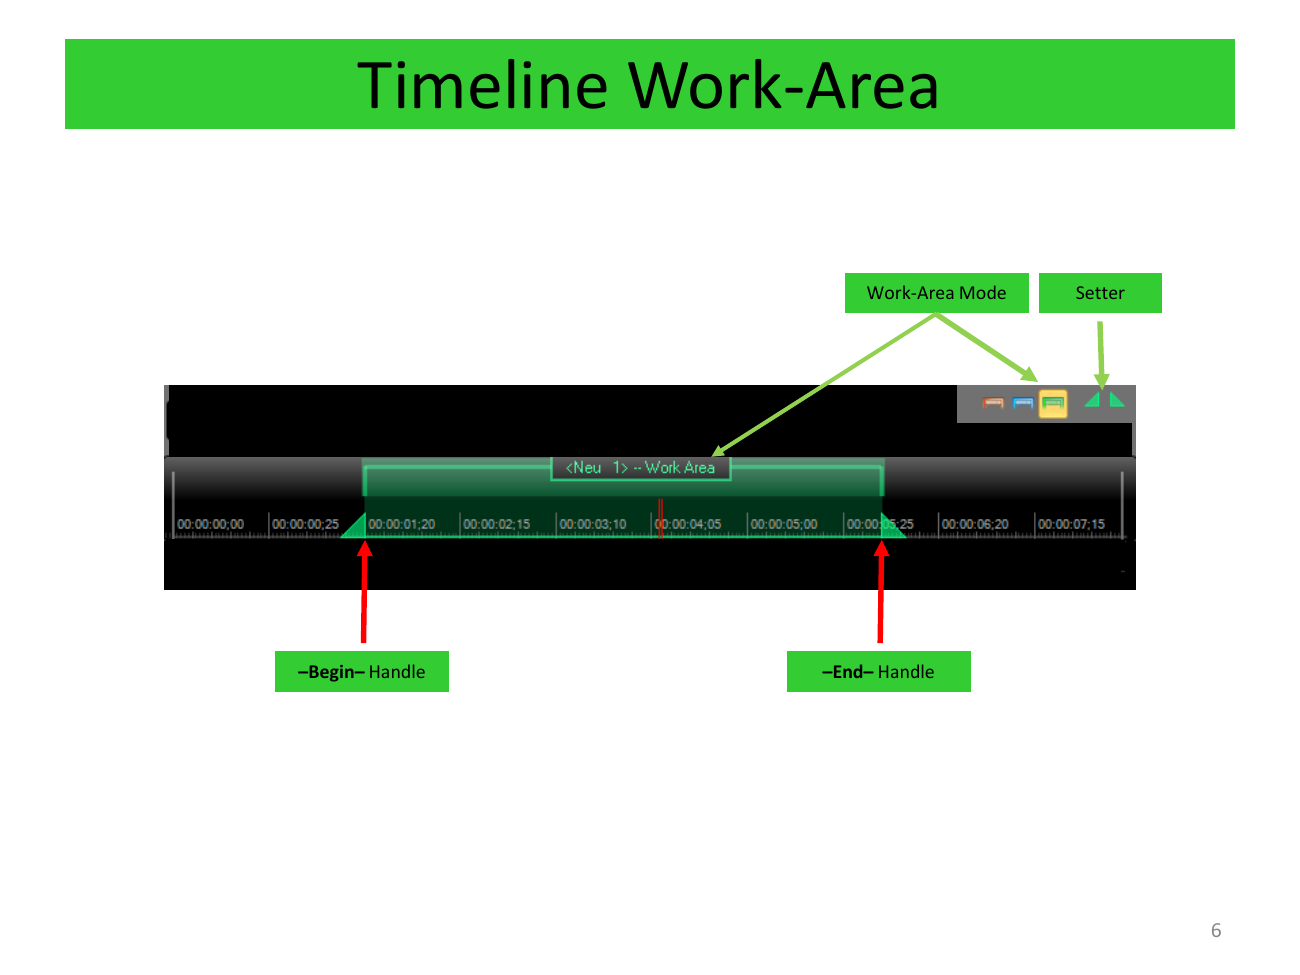 Timeline Work-Area
Work-Area Mode
Setter
<Neu 1> -- Work Area
00:00:00;00 00:00:00;25 00:00:01;20 00:00:02;15 00:00:03;10 00:00:04;05 00:00:05;00 00:00:05;25 00:00:06;20 00:00:07;15
–Begin– Handle
–End– Handle
6